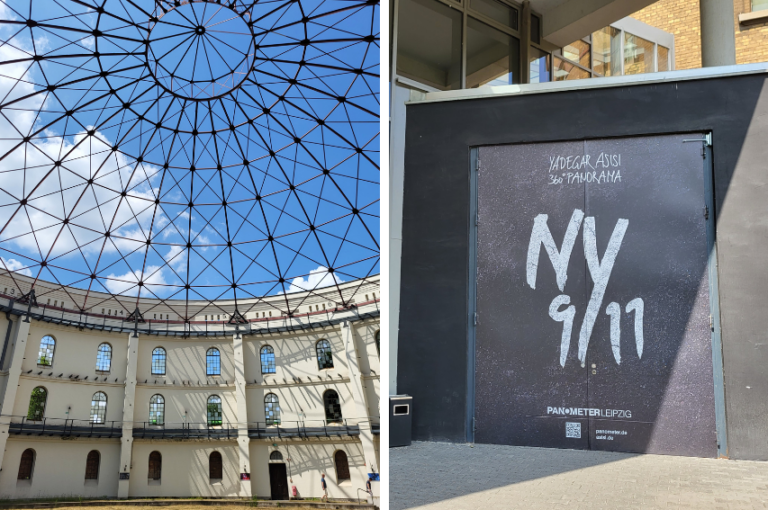 YADEGAR ASISI
360° PANORAMA
NY
9/11
PANOMETER LEIPZIG
panometer.de
asisi.de